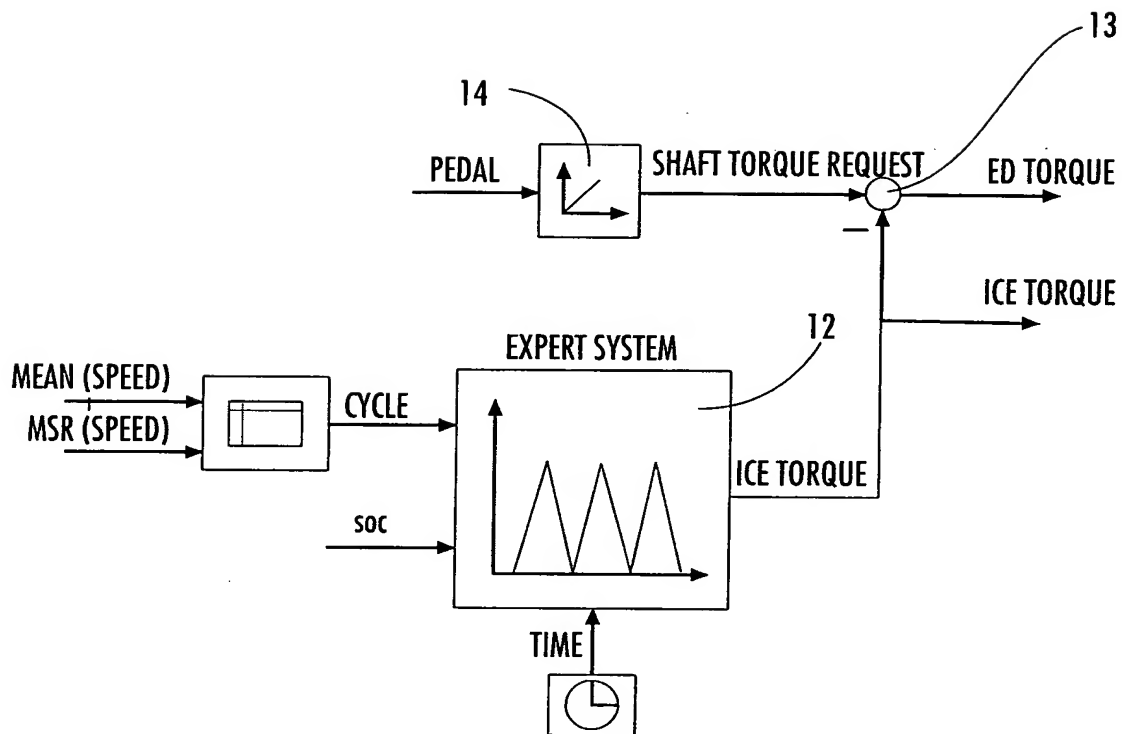 13
14
PEDAL
SHAFT TORQUE REQUEST
ED TORQUE
—
ICE TORQUE
12
EXPERT SYSTEM
MEAN (SPEED)
MSR (SPEED)
CYCLE
ICE TORQUE
SOC
TIME